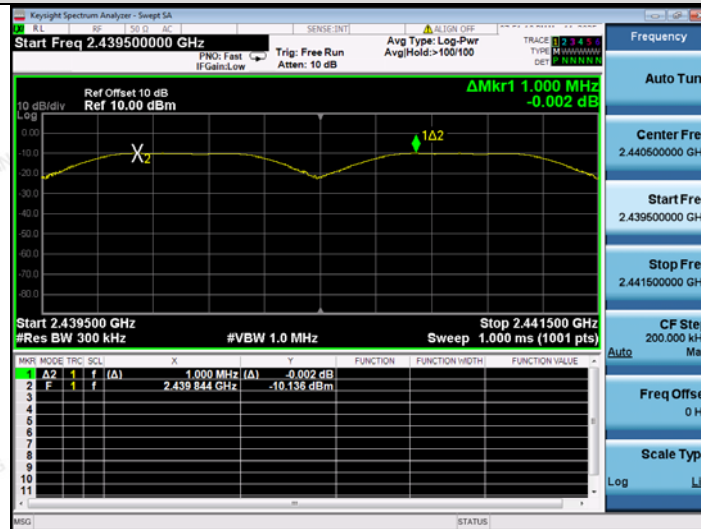 Keysight Spectrum Analyzer - Swept SA
RL RF 50 Ω AC SENSE:INT ALIGN OFF
Start Freq 2.439500000 GHz
PNO: Fast
IFGain:Low
Trig: Free Run
Atten: 10 dB
Avg Type: Log-Pwr
Avg|Hold:>100/100
TRACE 1 2 3 4 5 6
TYPE M
DET P N N N N N
Ref Offset 10 dB
10 dB/div Ref 10.00 dBm
Log
ΔMkr1 1.000 MHz
-0.002 dB
0.00
-10.0
-20.0
-30.0
-40.0
-50.0
-60.0
-70.0
-80.0
X2
1Δ2
Start 2.439500 GHz Stop 2.441500 GHz
#Res BW 300 kHz #VBW 1.0 MHz Sweep 1.000 ms (1001 pts)
MKR MODE TRC SCL X Y FUNCTION FUNCTION WIDTH FUNCTION VALUE
1 Δ2 1 f (Δ) 1.000 MHz (Δ) -0.002 dB
2 F 1 f 2.439 844 GHz -10.136 dBm
3
4
5
6
7
8
9
10
11
MSG STATUS
Frequency
Auto Tun
Center Fre
2.440500000 GH
Start Fre
2.439500000 GH
Stop Fre
2.441500000 GH
CF Ste
200.000 kH
Auto Ma
Freq Offse
0 H
Scale Typ
Log Li